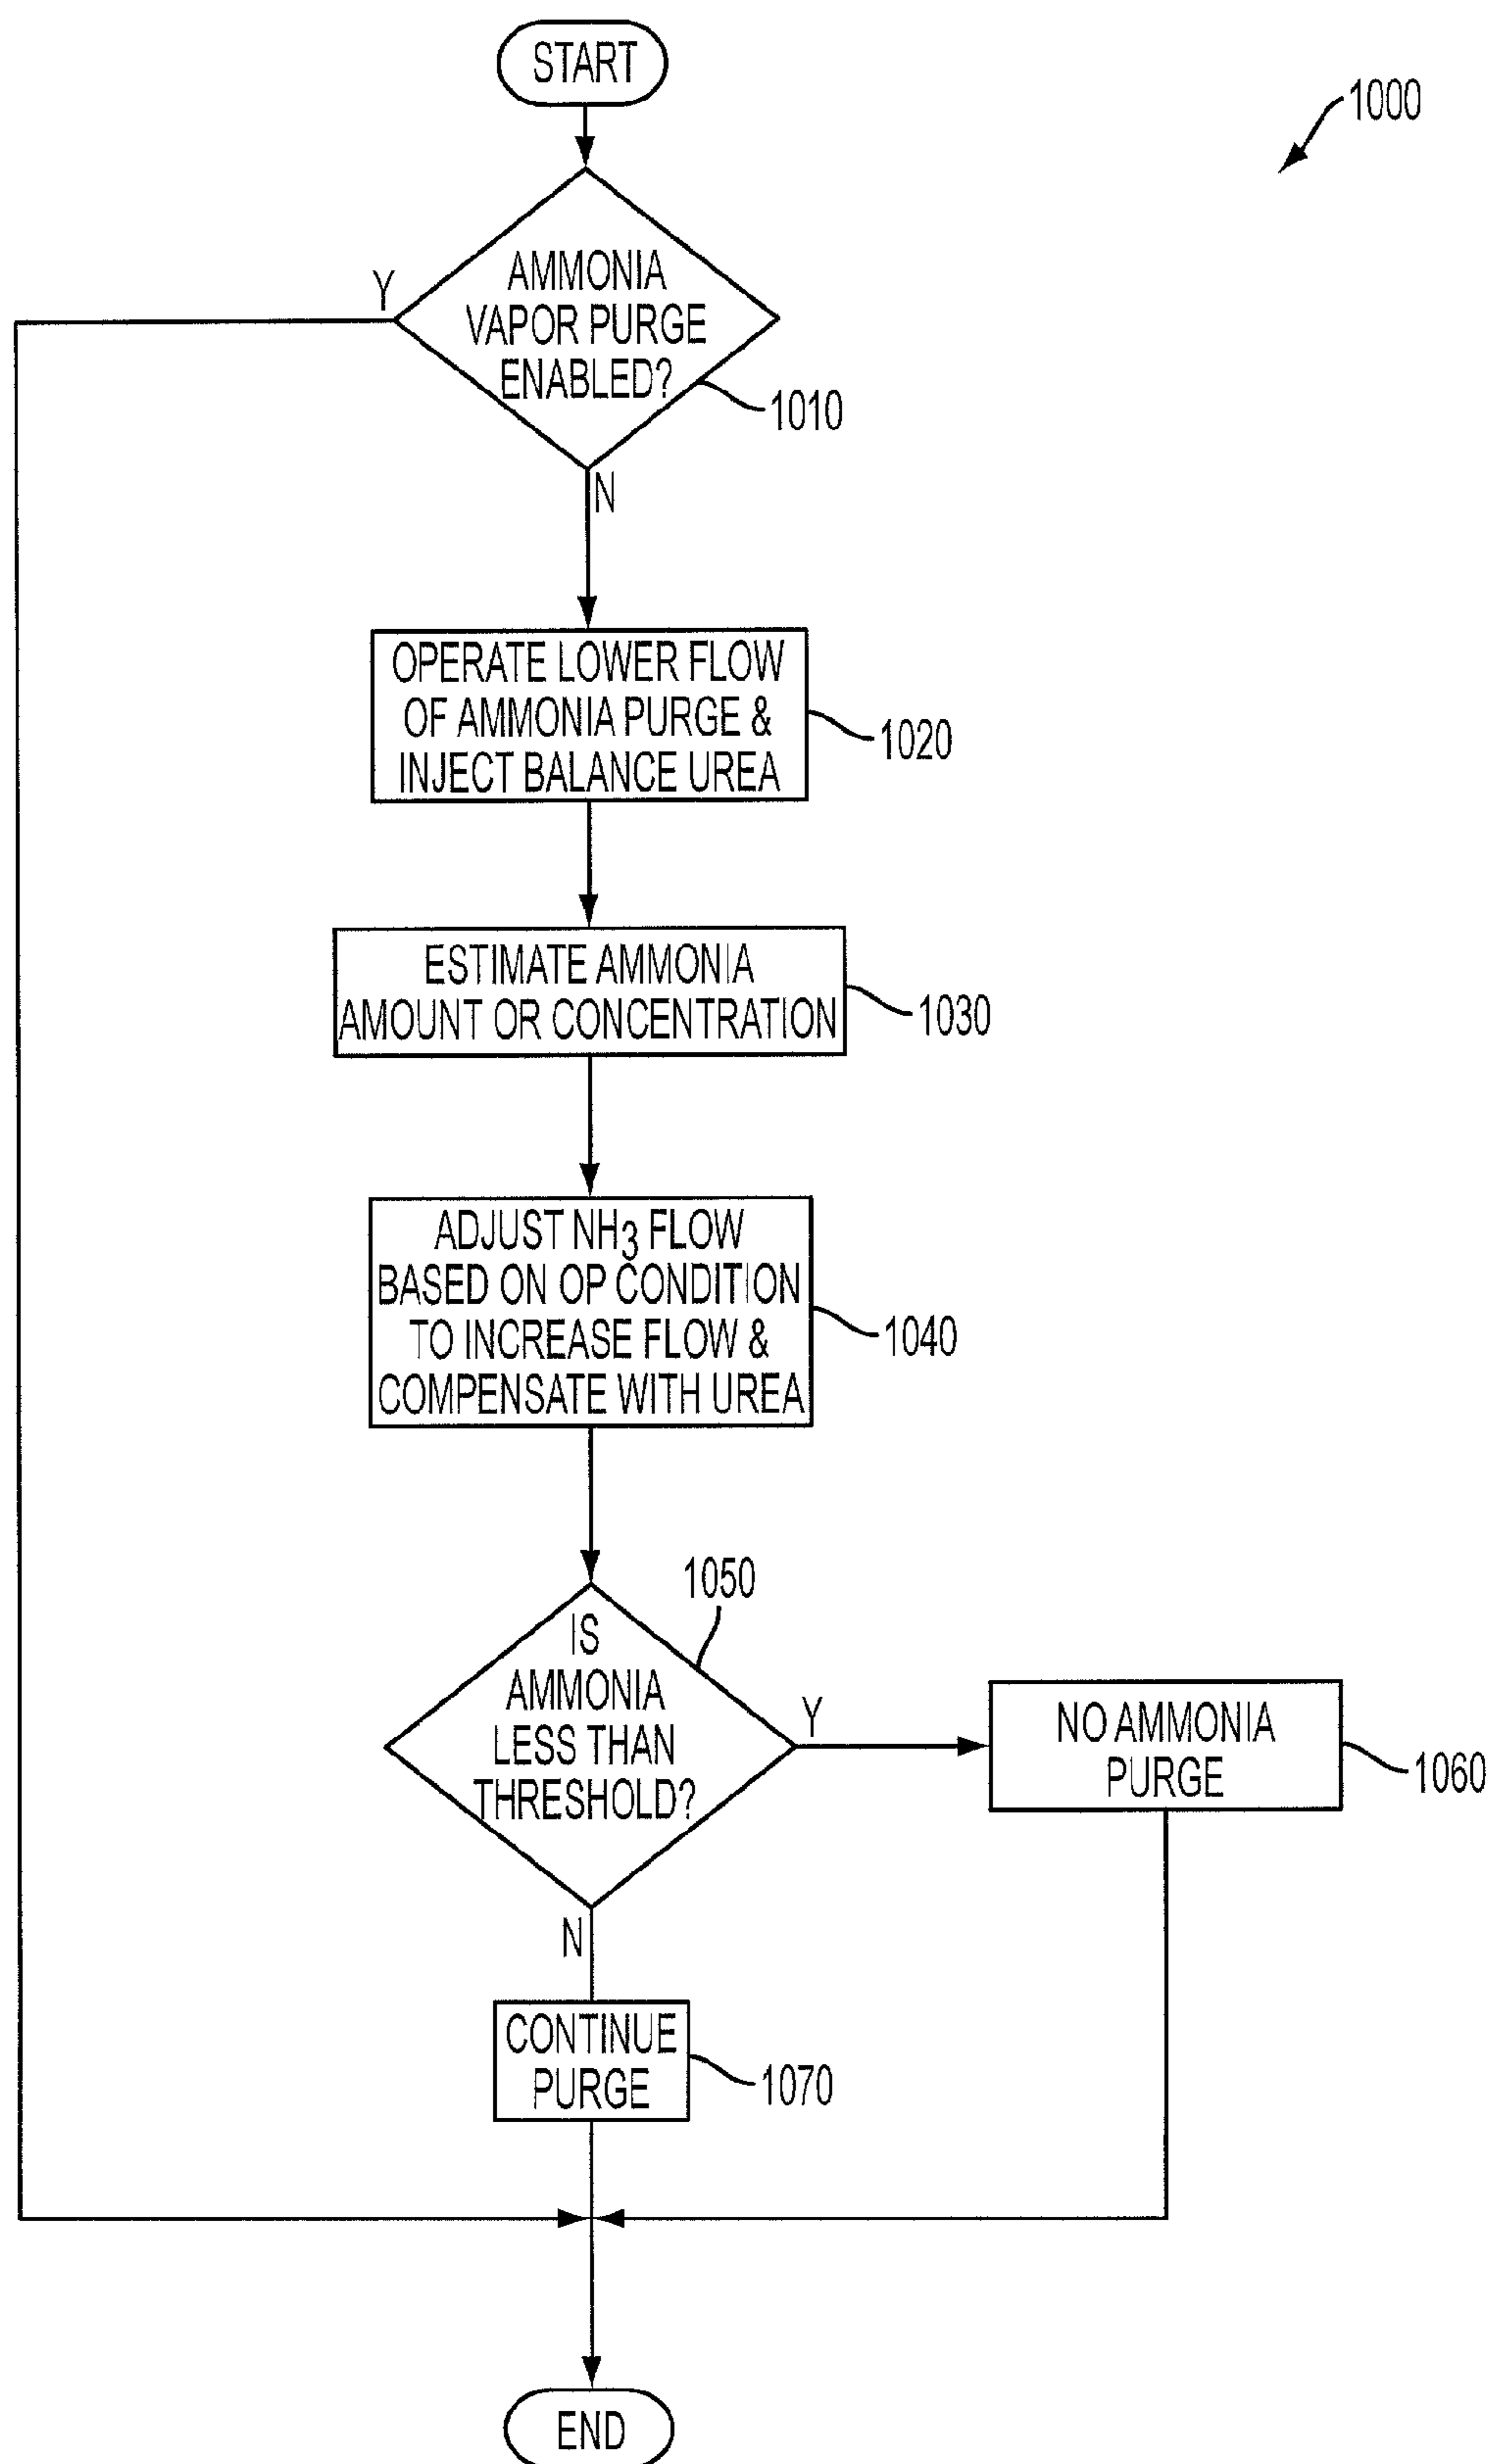 START
1000
AMMONIA
VAPOR PURGE
ENABLED?
Y
1010
N
OPERATE LOWER FLOW
OF AMMONIA PURGE &
INJECT BALANCE UREA
1020
ESTIMATE AMMONIA
AMOUNT OR CONCENTRATION
1030
ADJUST NH3 FLOW
BASED ON OP CONDITION
TO INCREASE FLOW &
COMPENSATE WITH UREA
1040
1050
IS
AMMONIA
LESS THAN
THRESHOLD?
Y
NO AMMONIA
PURGE
1060
N
CONTINUE
PURGE
1070
END